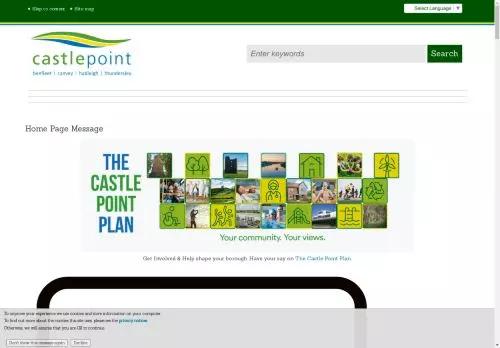 Skip to content Site map
Select Language ▼
castlepoint
benfleet | canvey | hadleigh | thundersley
Enter keywords
Search
Home Page Message
THE
CASTLE
POINT
PLAN
Your community. Your views.
Get Involved & Help shape your borough Have your say on The Castle Point Plan
To improve your experience we use cookies and store information on your computer.
To find out more about the cookies this site uses, please see the privacy notices.
Otherwise, we will assume that you are OK to continue.
Don't show this message again
Decline